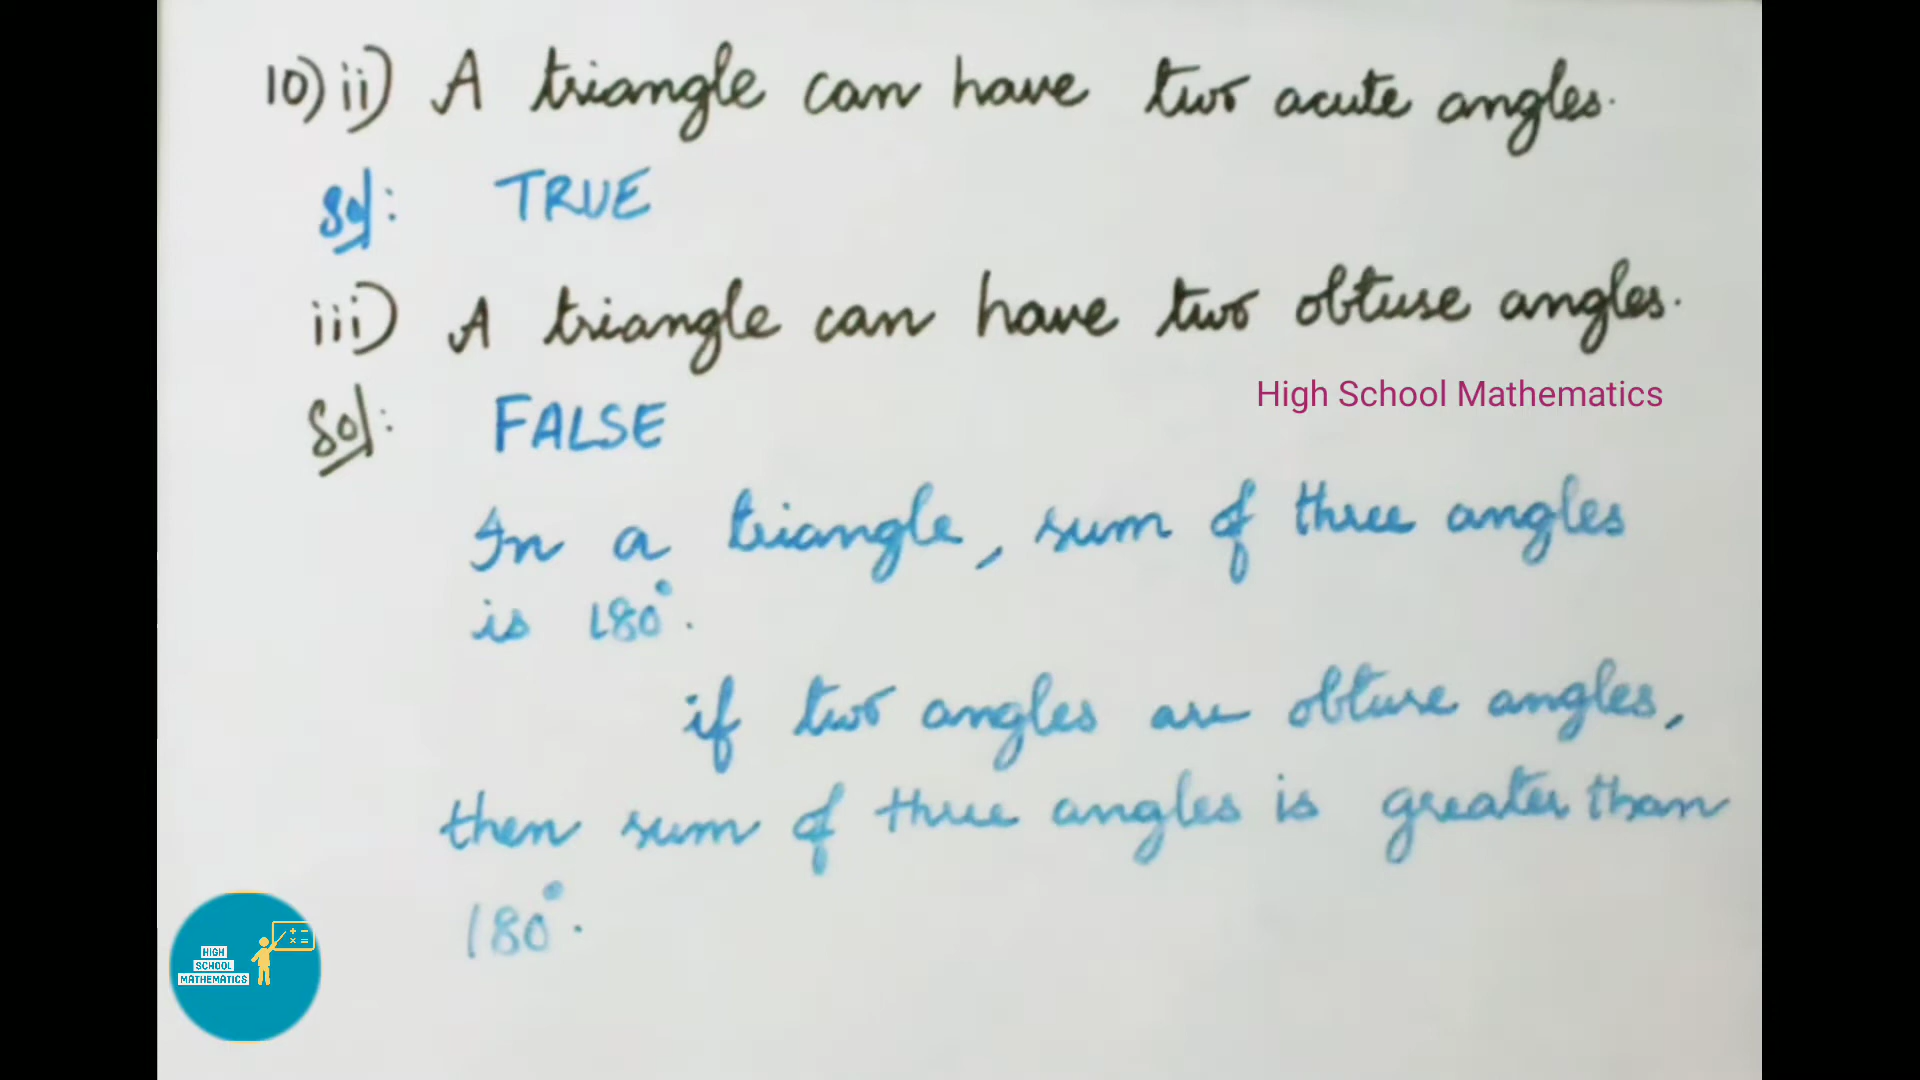 10) ii) A triangle can have two acute angles.
Sol: TRUE
iii) A triangle can have two obtuse angles.
High School Mathematics
Sol: FALSE
In a triangle, sum of three angles
is 180°.
if two angles are obtuse angles,
then sum of three angles is greater than
180°.
HIGH
SCHOOL
MATHEMATICS